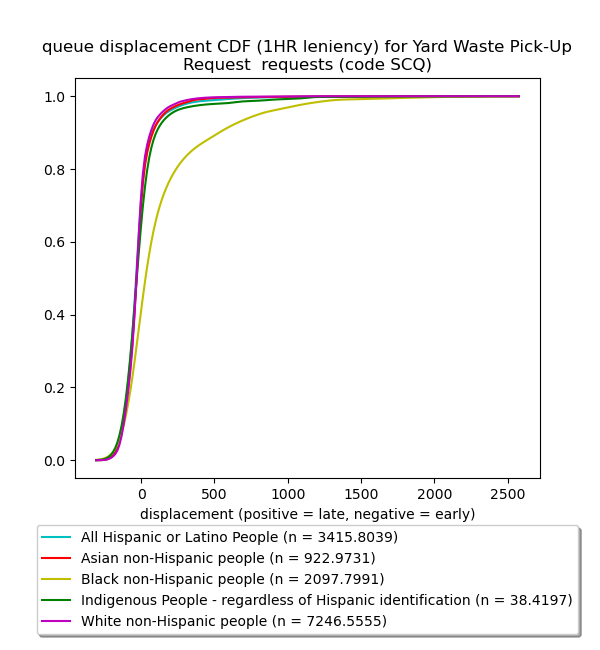 queue displacement CDF (1HR leniency) for Yard Waste Pick-Up
Request  requests (code SCQ)
1.0
0.8
0.6
0.4
0.2
0.0
0 500 1000 1500 2000 2500
displacement (positive = late, negative = early)
All Hispanic or Latino People (n = 3415.8039)
Asian non-Hispanic people (n = 922.9731)
Black non-Hispanic people (n = 2097.7991)
Indigenous People - regardless of Hispanic identification (n = 38.4197)
White non-Hispanic people (n = 7246.5555)